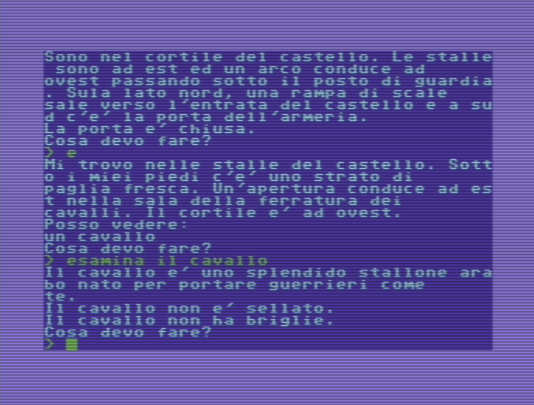 Sono nel cortile del castello. Le stalle
 sono ad est ed un arco conduce ad
ovest passando sotto il posto di guardia
. Sula lato nord, una rampa di scale
sale verso l'entrata del castello e a su
d c'e' la porta dell'armeria.
La porta e' chiusa.
Cosa devo fare?
> e
Mi trovo nelle stalle del castello. Sott
o i miei piedi c'e' uno strato di
paglia fresca. Un'apertura conduce ad es
t nella sala della ferratura dei
cavalli. Il cortile e' ad ovest.
Posso vedere:
un cavallo
Cosa devo fare?
> esamina il cavallo
Il cavallo e' uno splendido stallone ara
bo nato per portare guerrieri come
te.
Il cavallo non e' sellato.
Il cavallo non ha briglie.
Cosa devo fare?
>